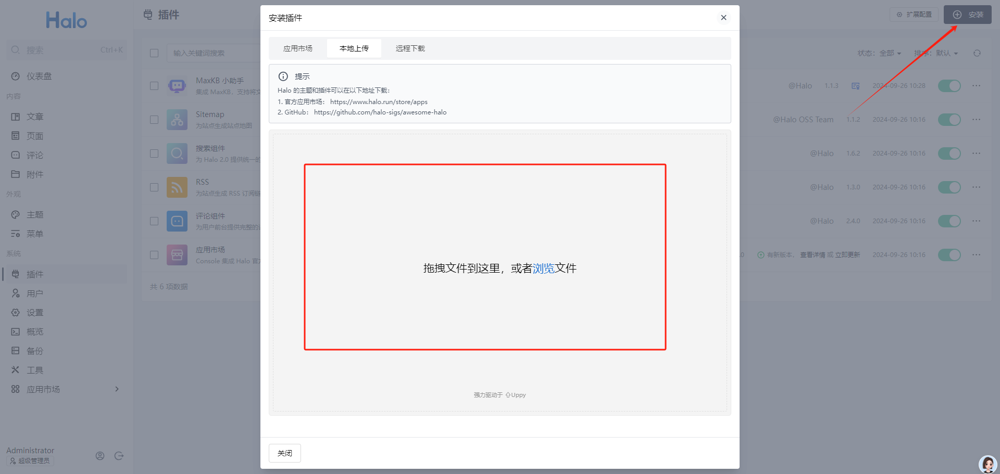 Halo
搜索 Ctrl+K
仪表盘
内容
文章
页面
评论
附件
外观
主题
菜单
系统
插件
用户
设置
概览
备份
工具
应用市场
Administrator
超级管理员
插件
扩展配置
安装
输入关键词搜索
状态：全部
排序：默认
MaxKB 小助手
集成 MaxKB，支持将文
@Halo 1.1.3 2024-09-26 10:28
Sitemap
为站点生成站点地图
@Halo OSS Team 1.1.2 2024-09-26 10:16
搜索组件
为 Halo 2.0 提供统一的
@Halo 1.6.2 2024-09-26 10:16
RSS
为站点生成 RSS 订阅链
@Halo 1.3.0 2024-09-26 10:16
评论组件
为用户前台提供完整的
@Halo 2.4.0 2024-09-26 10:16
应用市场
Console 集成 Halo 官
.0 有新版本， 查看详情 或 立即更新 2024-09-26 10:16
共 6 项数据
安装插件
应用市场 本地上传 远程下载
提示
Halo 的主题和插件可以在以下地址下载：
1. 官方应用市场： https://www.halo.run/store/apps
2. GitHub： https://github.com/halo-sigs/awesome-halo
拖拽文件到这里，或者浏览文件
强力驱动于 Uppy
关闭